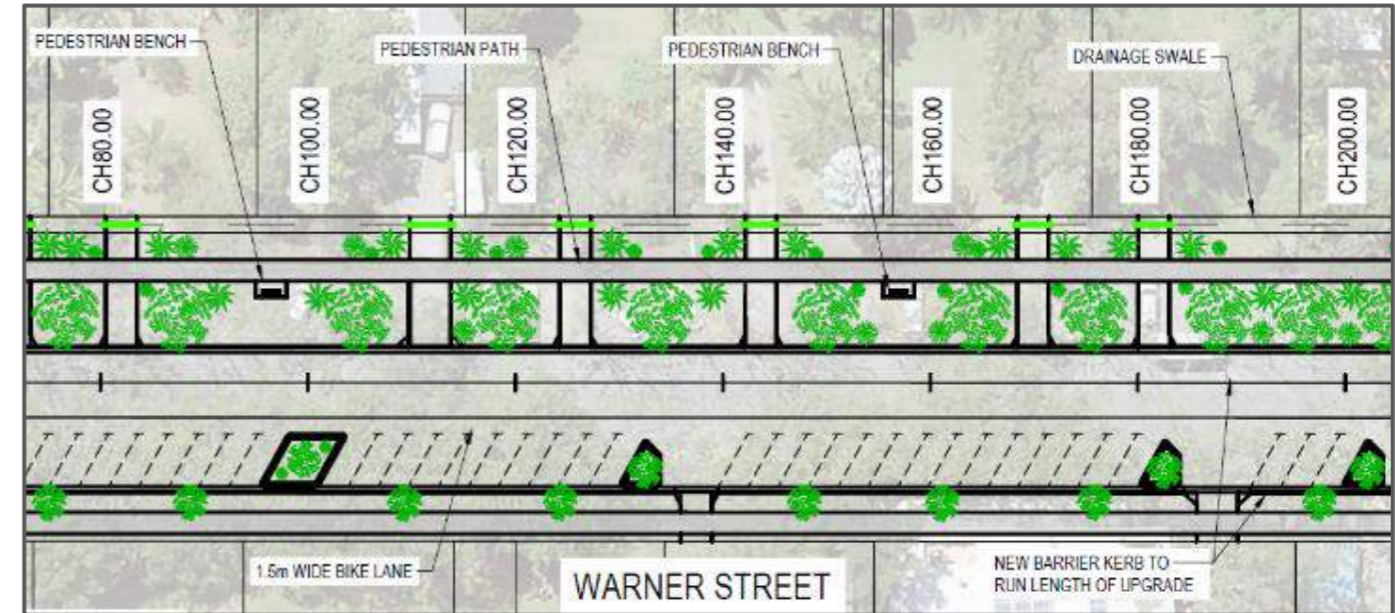 PEDESTRIAN BENCH
PEDESTRIAN PATH
PEDESTRIAN BENCH
DRAINAGE SWALE
CH80.00
CH100.00
CH120.00
CH140.00
CH160.00
CH180.00
CH200.00
1.5m WIDE BIKE LANE
WARNER STREET
NEW BARRIER KERB TO
RUN LENGTH OF UPGRADE